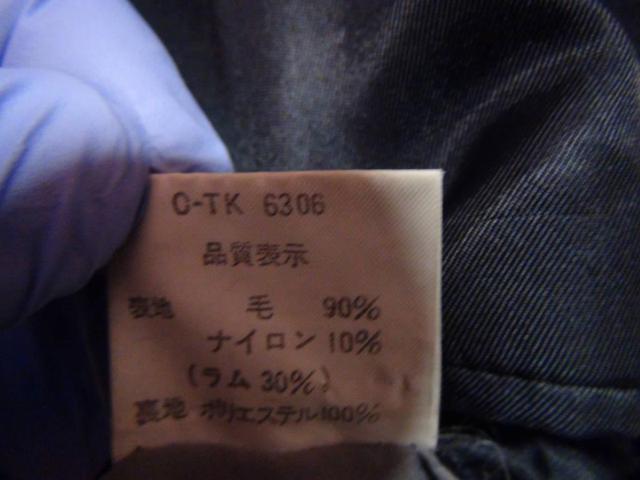 O-TK 6306
品質表示
表地 毛 90%
ナイロン 10%
(ラム 30%)
裏地 ポリエステル100%